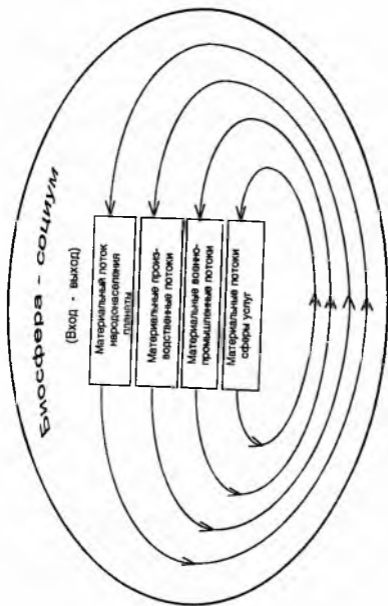 Биосфера - социум
(Вход - выход)
Материальный поток
народонаселения
планеты
Материальные произ-
водственные потоки
Материальные военно-
промышленные потоки
Материальные потоки
сферы услуг